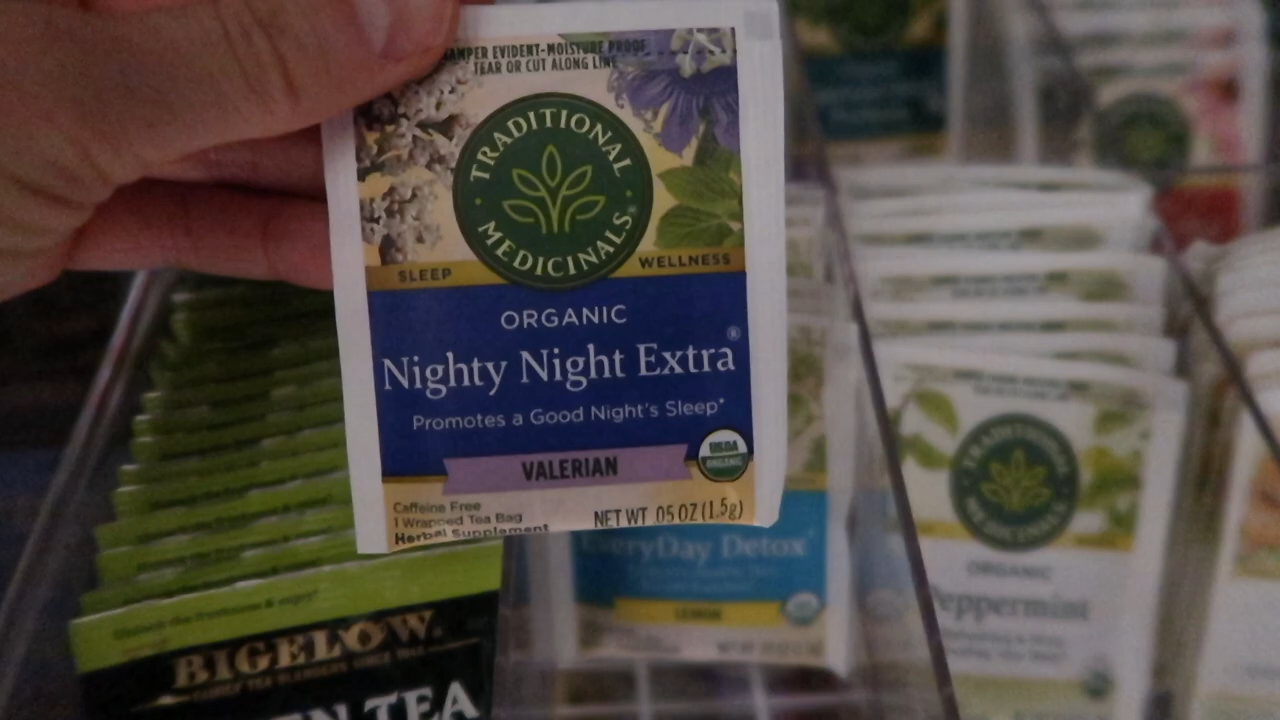 TAMPER EVIDENT-MOISTURE PROOF
TEAR OR CUT ALONG LINE
TRADITIONAL
MEDICINALS®
SLEEP
WELLNESS
ORGANIC
Nighty Night Extra®
Promotes a Good Night's Sleep*
VALERIAN
USDA
ORGANIC
Caffeine Free
1 Wrapped Tea Bag
Herbal Supplement
NET WT .05 OZ (1.5g)
EveryDay Detox
LEMON
BIGELOW®
TEA
TRADITIONAL
MEDICINALS
ORGANIC
Peppermint